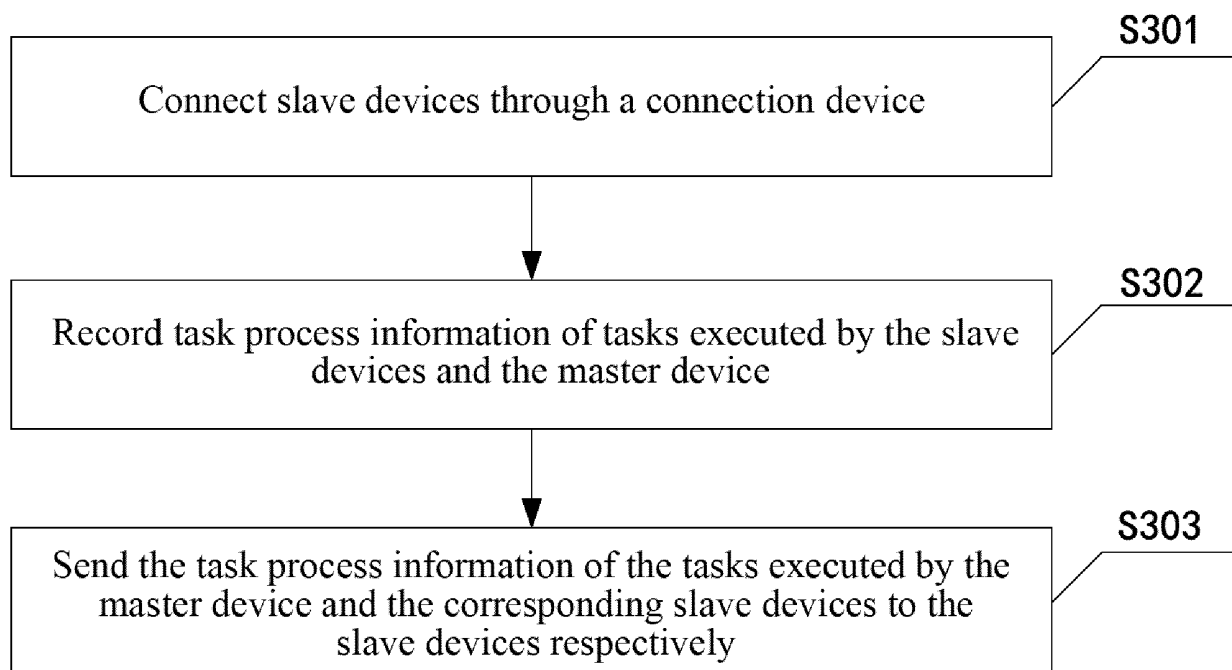 S301
Connect slave devices through a connection device
S302
Record task process information of tasks executed by the slave
devices and the master device
S303
Send the task process information of the tasks executed by the
master device and the corresponding slave devices to the
slave devices respectively